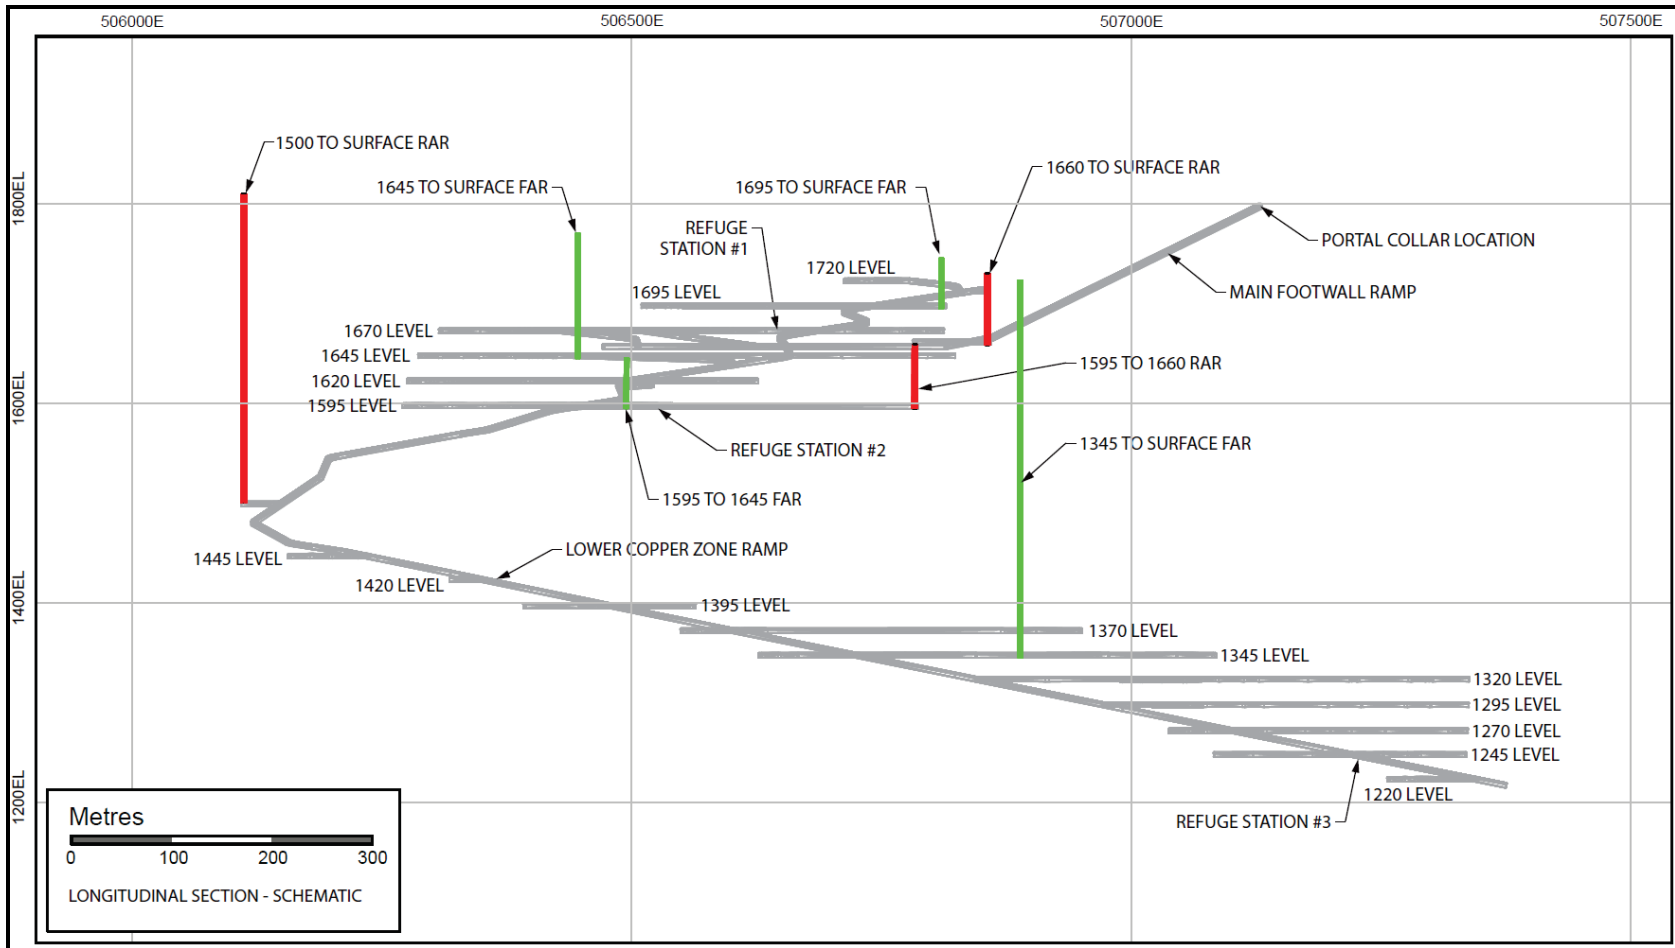 506000E
506500E
507000E
507500E
1500 TO SURFACE RAR
1645 TO SURFACE FAR
1695 TO SURFACE FAR
1660 TO SURFACE RAR
1800EL
REFUGE
STATION #1
PORTAL COLLAR LOCATION
1720 LEVEL
1695 LEVEL
MAIN FOOTWALL RAMP
1670 LEVEL
1645 LEVEL
1595 TO 1660 RAR
1620 LEVEL
1600EL
1595 LEVEL
REFUGE STATION #2
1345 TO SURFACE FAR
1595 TO 1645 FAR
LOWER COPPER ZONE RAMP
1445 LEVEL
1420 LEVEL
1400EL
1395 LEVEL
1370 LEVEL
1345 LEVEL
1320 LEVEL
1295 LEVEL
1270 LEVEL
1245 LEVEL
1220 LEVEL
1200EL
REFUGE STATION #3
Metres
0 100 200 300
LONGITUDINAL SECTION - SCHEMATIC